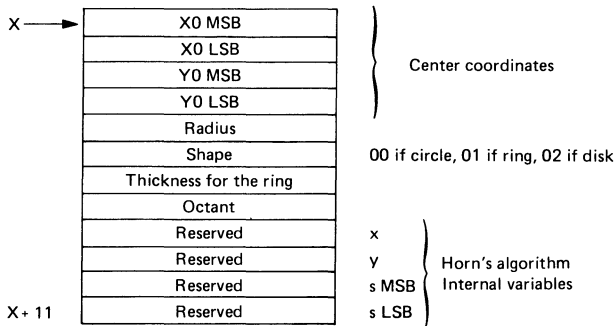 X X0 MSB
X0 LSB
Y0 MSB
Y0 LSB
Center coordinates
Radius
Shape 00 if circle, 01 if ring, 02 if disk
Thickness for the ring
Octant
Reserved x
Reserved y
Reserved s MSB
X + 11 Reserved s LSB
Horn's algorithm
Internal variables